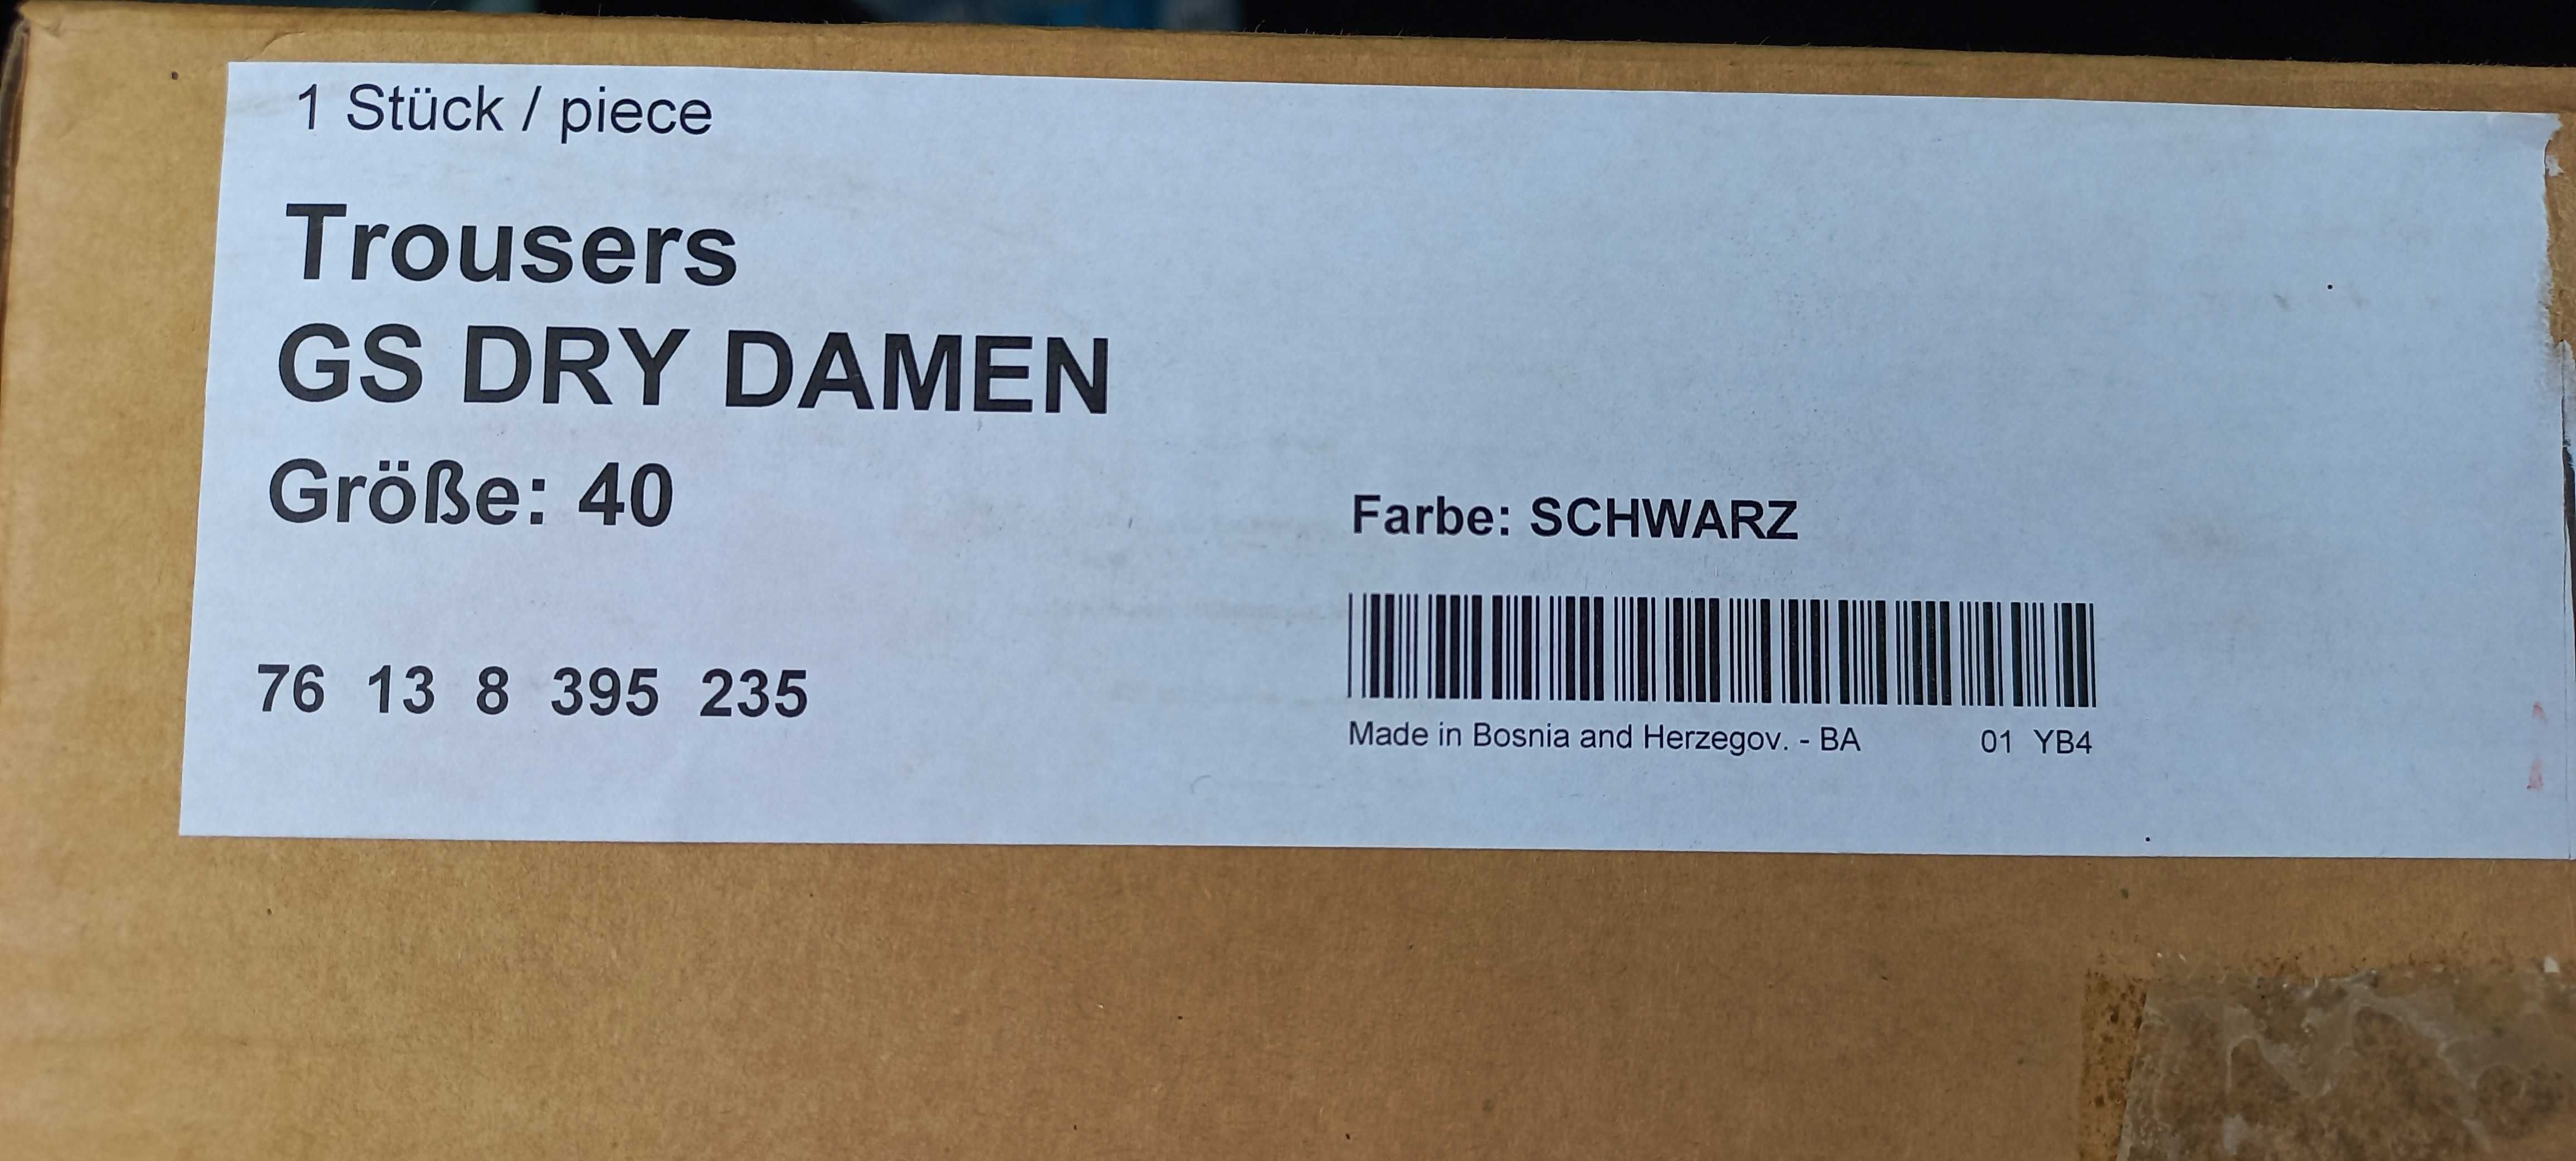 1 Stück / piece
Trousers
GS DRY DAMEN
Größe: 40
Farbe: SCHWARZ
76 13 8 395 235
Made in Bosnia and Herzegov. - BA 01 YB4